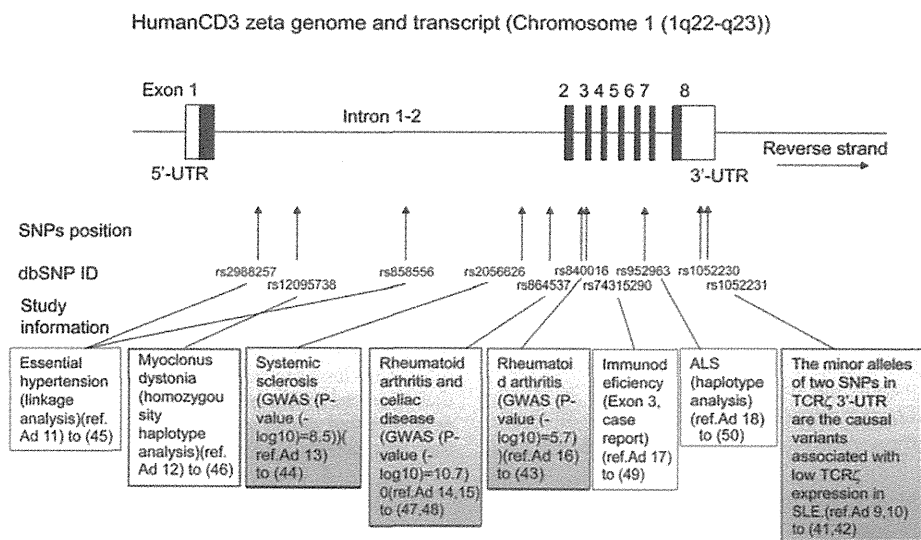 HumanCD3 zeta genome and transcript (Chromosome 1 (1q22-q23))
Exon 1
2 3 4 5 6 7 8
Intron 1-2
Reverse strand
5'-UTR
3'-UTR
SNPs position
dbSNP ID
rs2988257
rs12095738
rs858556
rs2056626
rs864537
rs840016
rs74315290
rs952963
rs1052230
rs1052231
Study
information
Essential
hypertension
(linkage
analysis)(ref.
Ad 11) to (45)
Myoclonus
dystonia
(homozygou
sity
haplotype
analysis)(ref.
Ad 12) to (46)
Systemic
sclerosis
(GWAS (P-
value (-
log10)=8.5))(
ref.Ad 13)
to (44)
Rheumatoid
arthritis and
celiac
disease
(GWAS (P-
value (-
log10)=10.7)
0(ref.Ad 14,15)
to (47,48)
Rheumatoi
d arthritis
(GWAS (P-
value (-
log10)=5.7)
)(ref.Ad 16)
to (43)
Immunod
eficiency
(Exon 3,
case
report)
(ref.Ad 17)
to (49)
ALS
(haplotype
analysis)
(ref.Ad 18)
to (50)
The minor alleles
of two SNPs in
TCRζ 3'-UTR
are the causal
variants
associated with
low TCRζ
expression in
SLE.(ref.Ad 9,10)
to (41,42)